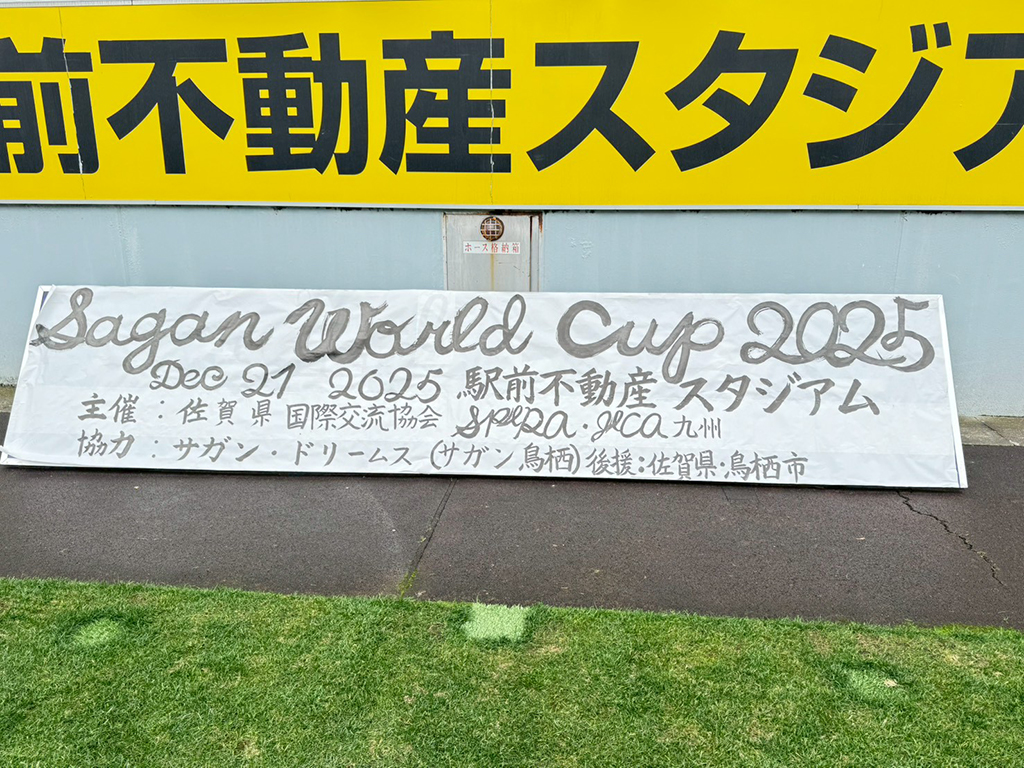 前不動産スタジア
ホース格納箱
Sagan World Cup 2025
Dec 21 2025 駅前不動産 スタジアム
主催：佐賀県 国際交流協会 SPIRA・JICA 九州
協力：サガン・ドリームス (サガン鳥栖) 後援：佐賀県・鳥栖市